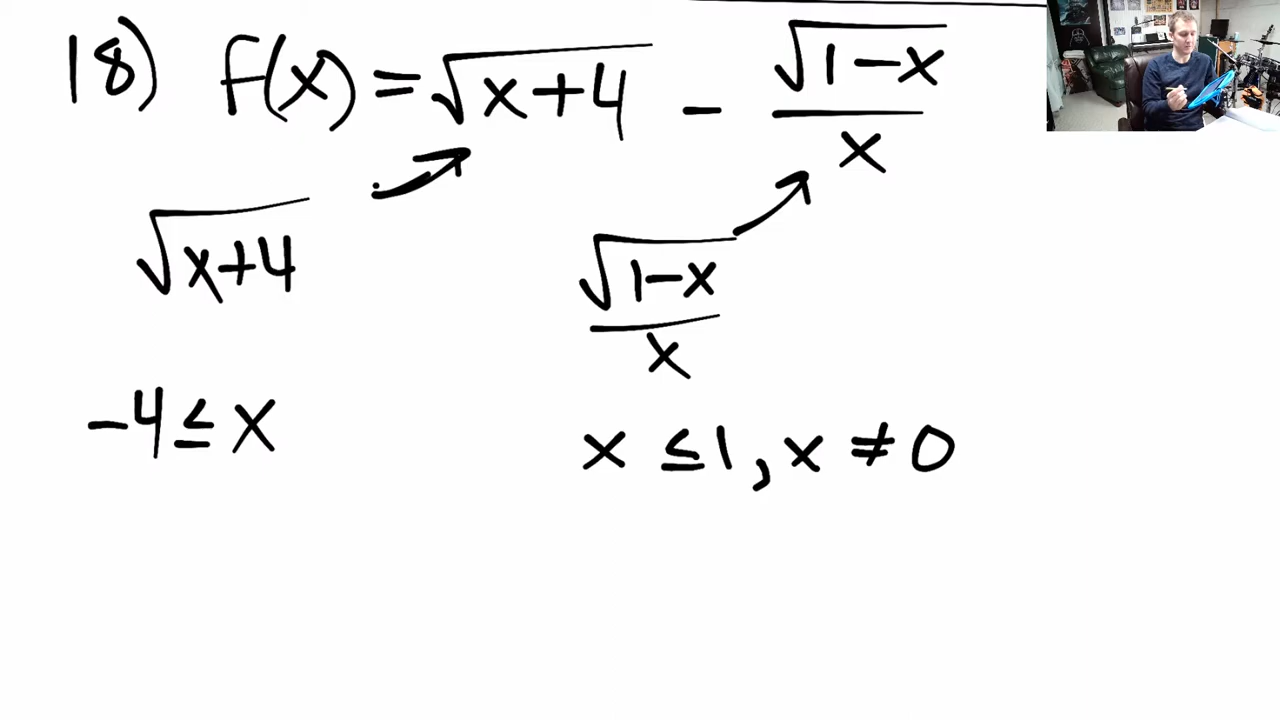 18) f(x) = √(x+4) - √(1-x)/x
√(x+4)
√(1-x)/x
-4 ≤ x
x ≤ 1, x ≠ 0